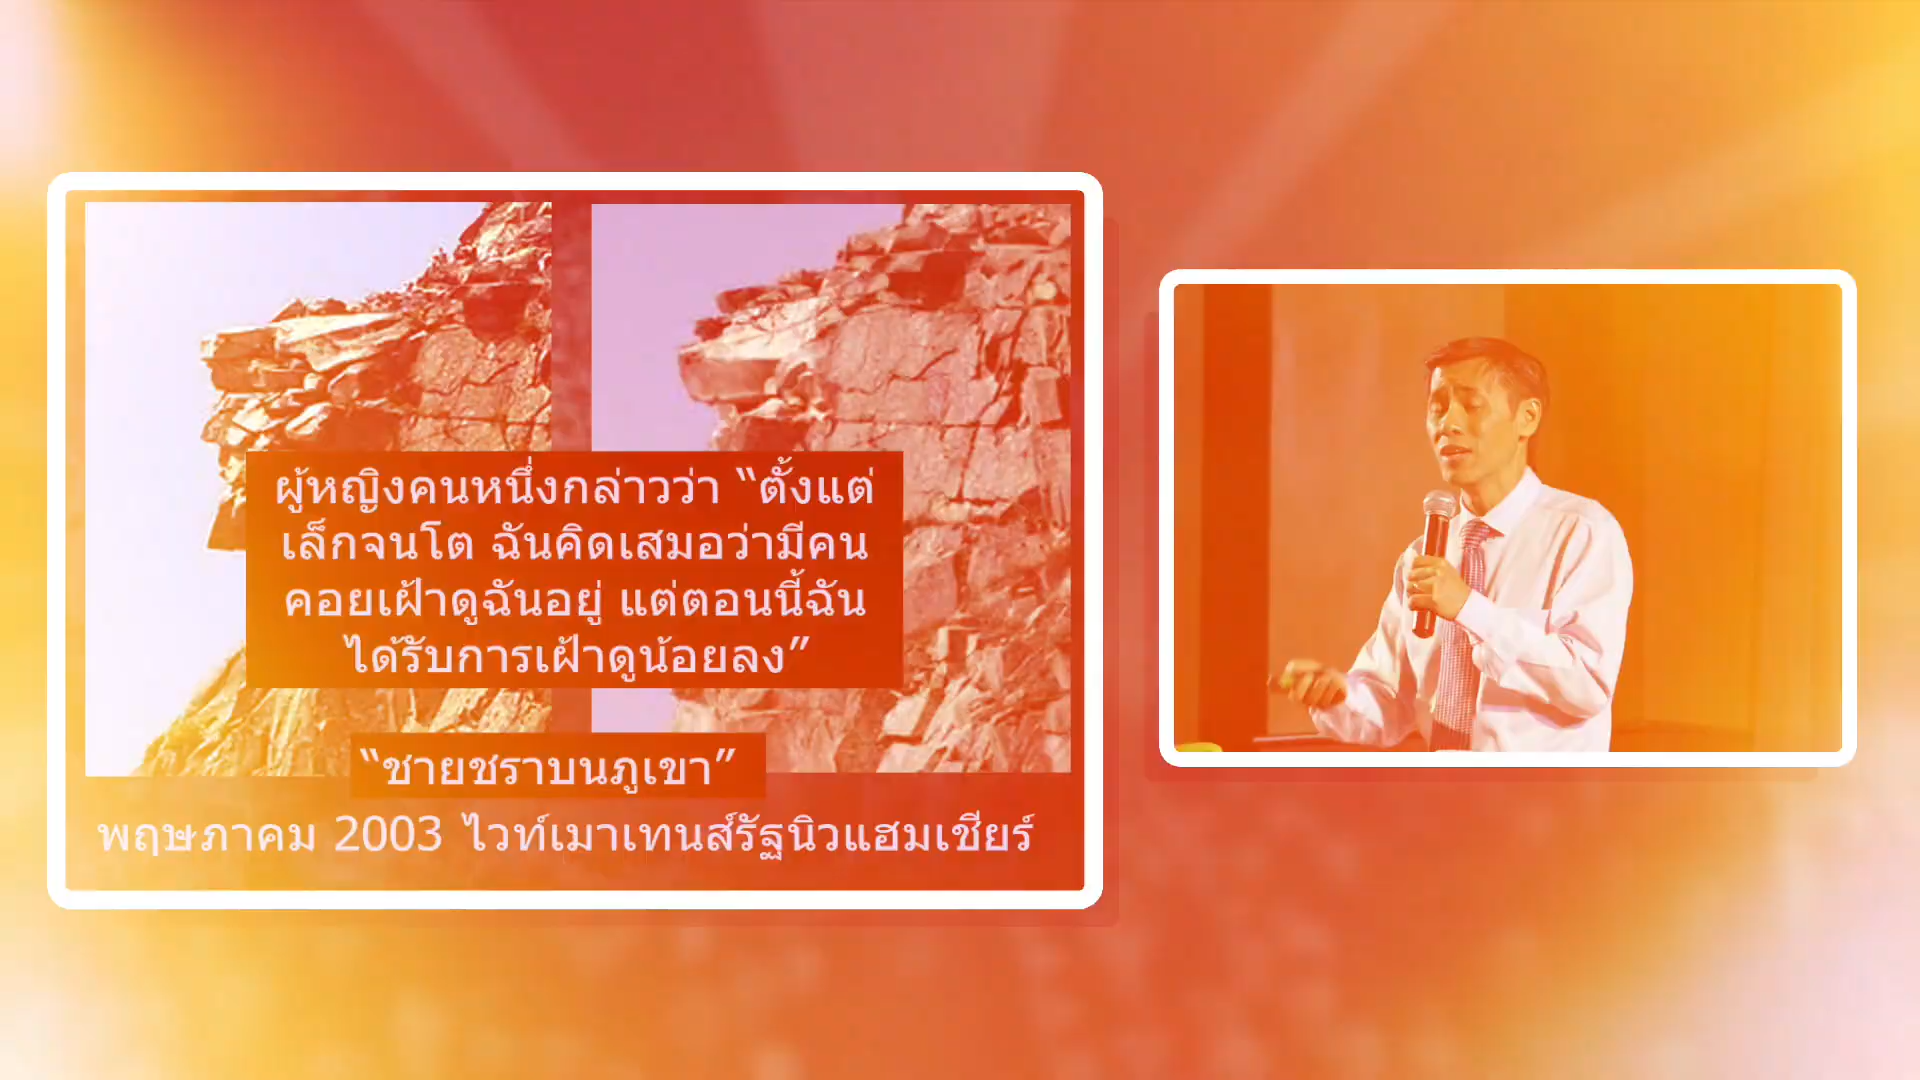 ผู้หญิงคนหนึ่งกล่าวว่า “ตั้งแต่
เล็กจนโต ฉันคิดเสมอว่ามีคน
คอยเฝ้าดูฉันอยู่ แต่ตอนนี้ฉัน
ได้รับการเฝ้าดูน้อยลง”
“ชายชราบนภูเขา”
พฤษภาคม 2003 ไวท์เมาเทนส์รัฐนิวแฮมเชียร์